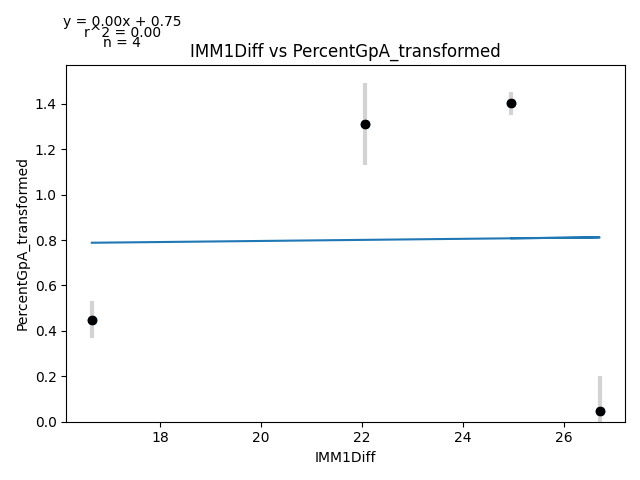 y = 0.00x + 0.75
r^2 = 0.00
n = 4
IMM1Diff vs PercentGpA_transformed
PercentGpA_transformed
1.4
1.2
1.0
0.8
0.6
0.4
0.2
0.0
18 20 22 24 26
IMM1Diff